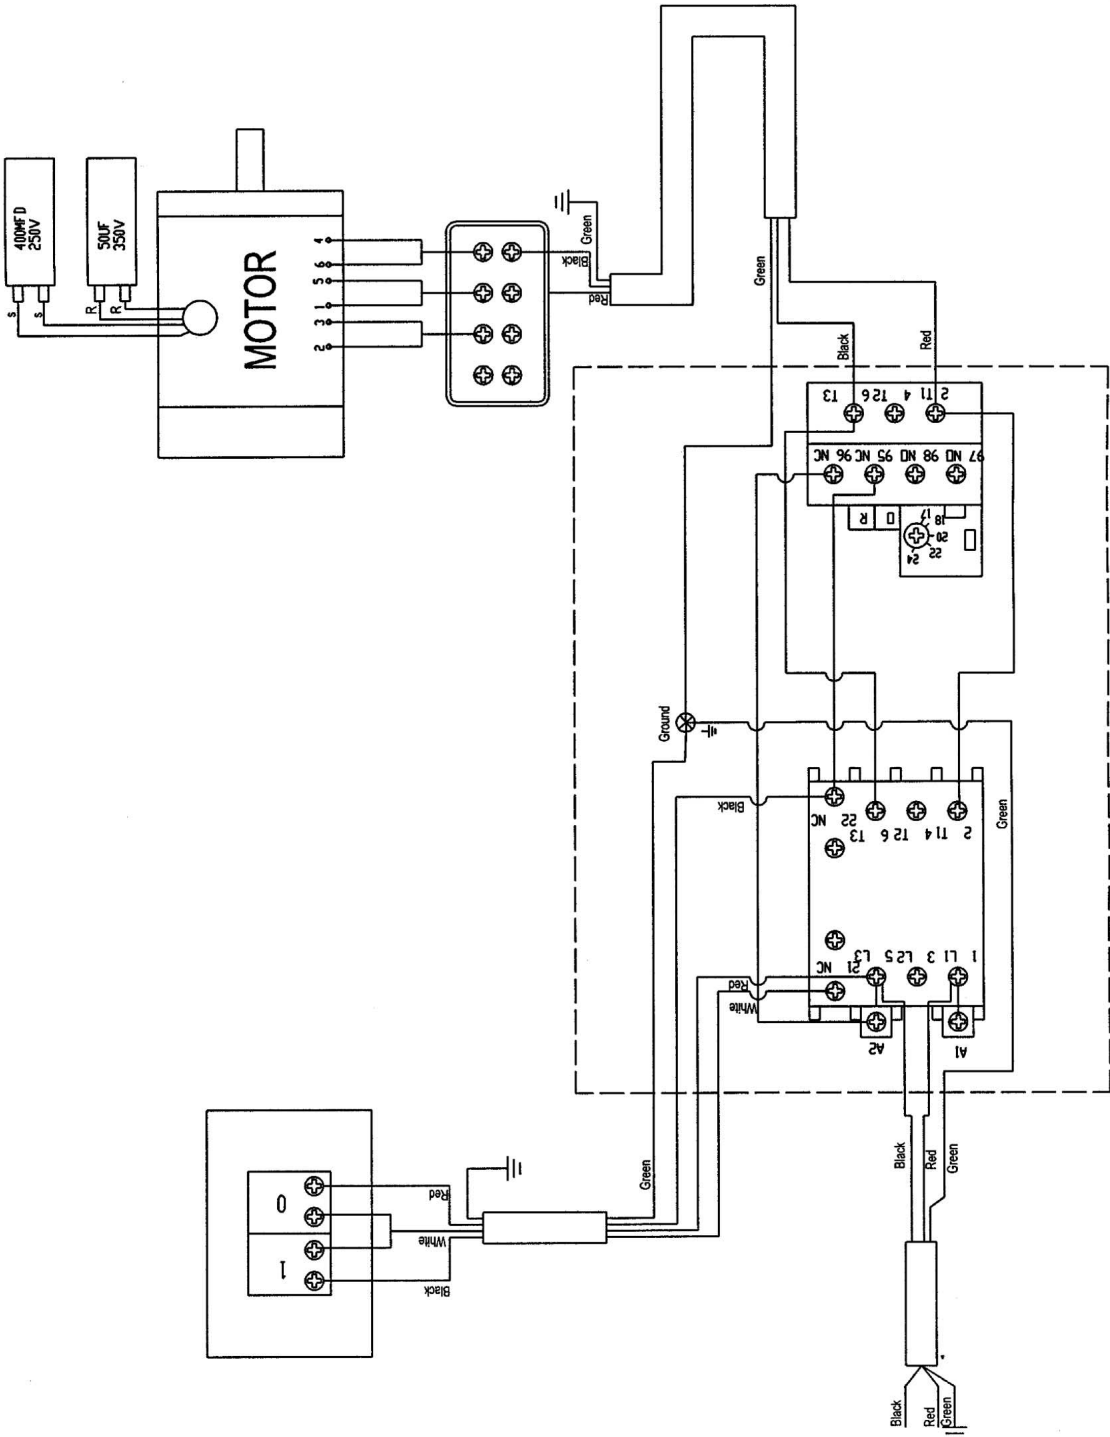 400MFD
250V
50UF
350V
S
S
R
R
MOTOR
4
6
5
1
3
2
Green
Black
Red
Green
Black
Red
2 T1 4 T2 6 T3
97 NO 98 NO 95 NC 96 NC
R
O
17
18
20
22
24
Ground
Black
NC 22
2 T1 4 T2 6 T3
Green
NC 21
1 L1 3 L2 5 L3
Red
White
A2
A1
Green
Black
Red
Green
Black
Red
Green
0
1
Red
White
Black